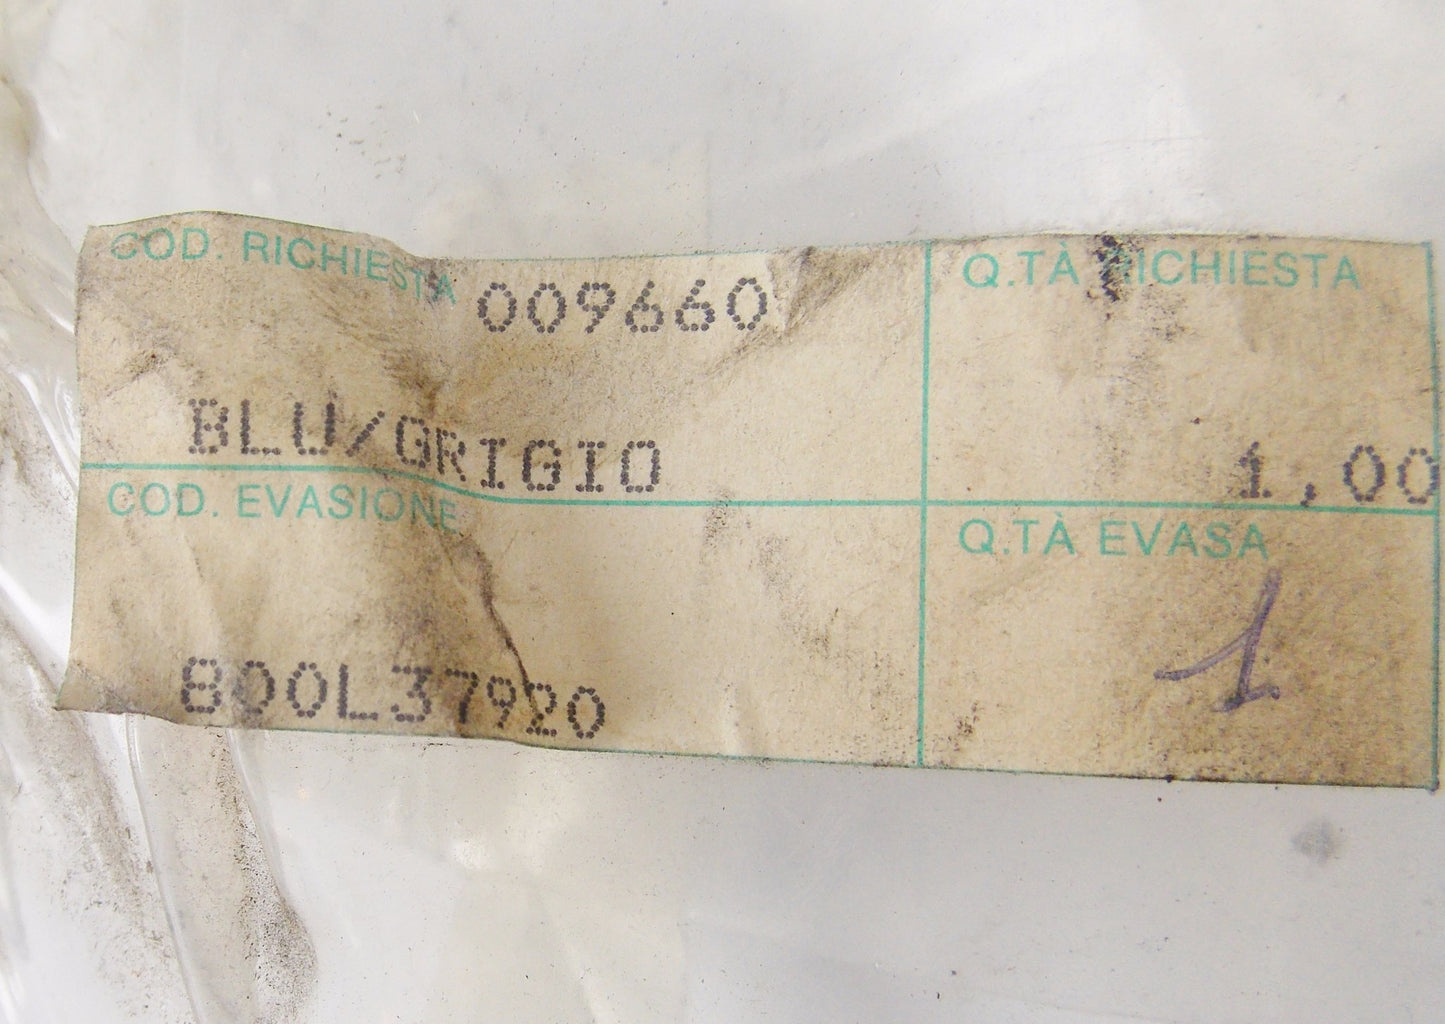 COD. RICHIESTA 009660
BLU/GRIGIO
Q.TÀ RICHIESTA
1,00
COD. EVASIONE
800L37920
Q.TÀ EVASA
1